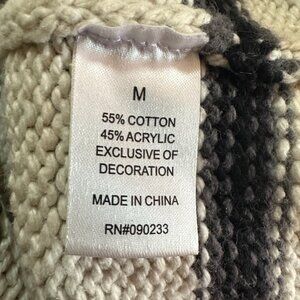 M
55% COTTON
45% ACRYLIC
EXCLUSIVE OF
DECORATION
MADE IN CHINA
RN#090233